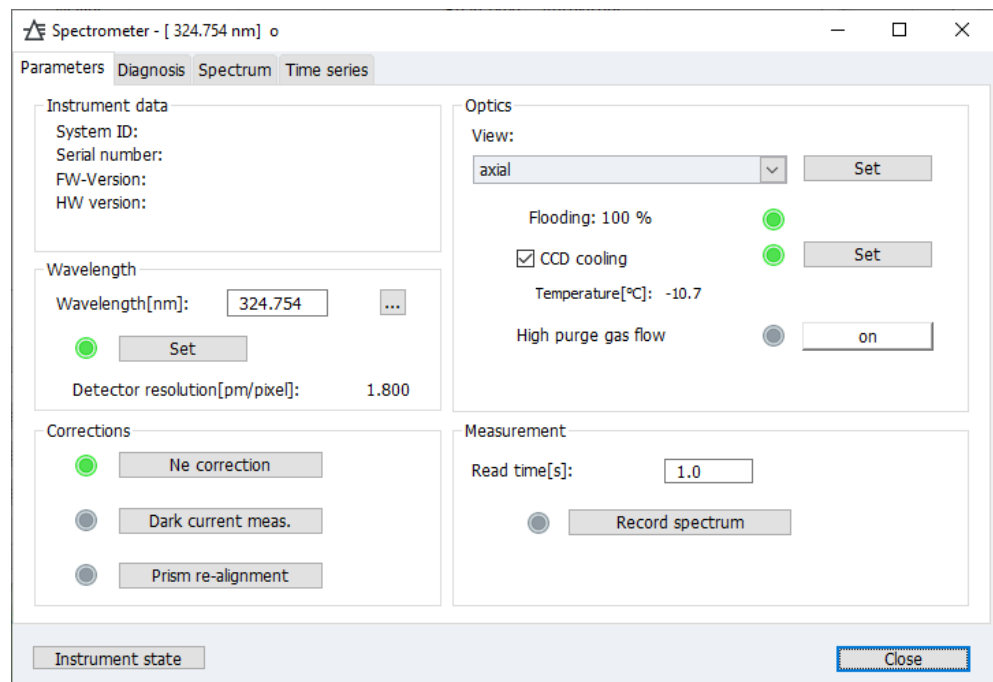 Spectrometer - [ 324.754 nm] o
Parameters Diagnosis Spectrum Time series
Instrument data
System ID:
Serial number:
FW-Version:
HW version:
Wavelength
Wavelength[nm]: 324.754 ...
Set
Detector resolution[pm/pixel]: 1.800
Corrections
Ne correction
Dark current meas.
Prism re-alignment
Optics
View:
axial Set
Flooding: 100 %
CCD cooling Set
Temperature[°C]: -10.7
High purge gas flow on
Measurement
Read time[s]: 1.0
Record spectrum
Instrument state Close